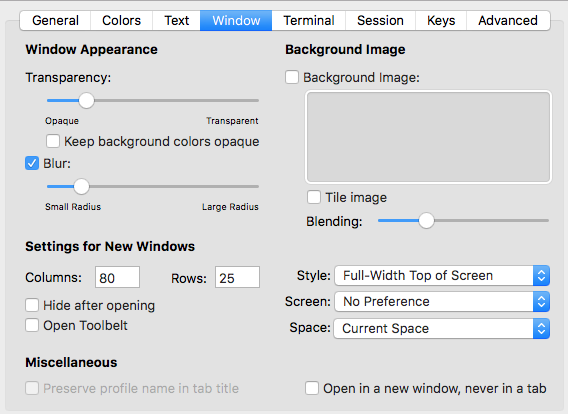 General Colors Text Window Terminal Session Keys Advanced
Window Appearance
Transparency:
Opaque Transparent
Keep background colors opaque
Blur:
Small Radius Large Radius
Background Image
Background Image:
Tile image
Blending:
Settings for New Windows
Columns: 80 Rows: 25
Hide after opening
Open Toolbelt
Style: Full-Width Top of Screen
Screen: No Preference
Space: Current Space
Miscellaneous
Preserve profile name in tab title
Open in a new window, never in a tab